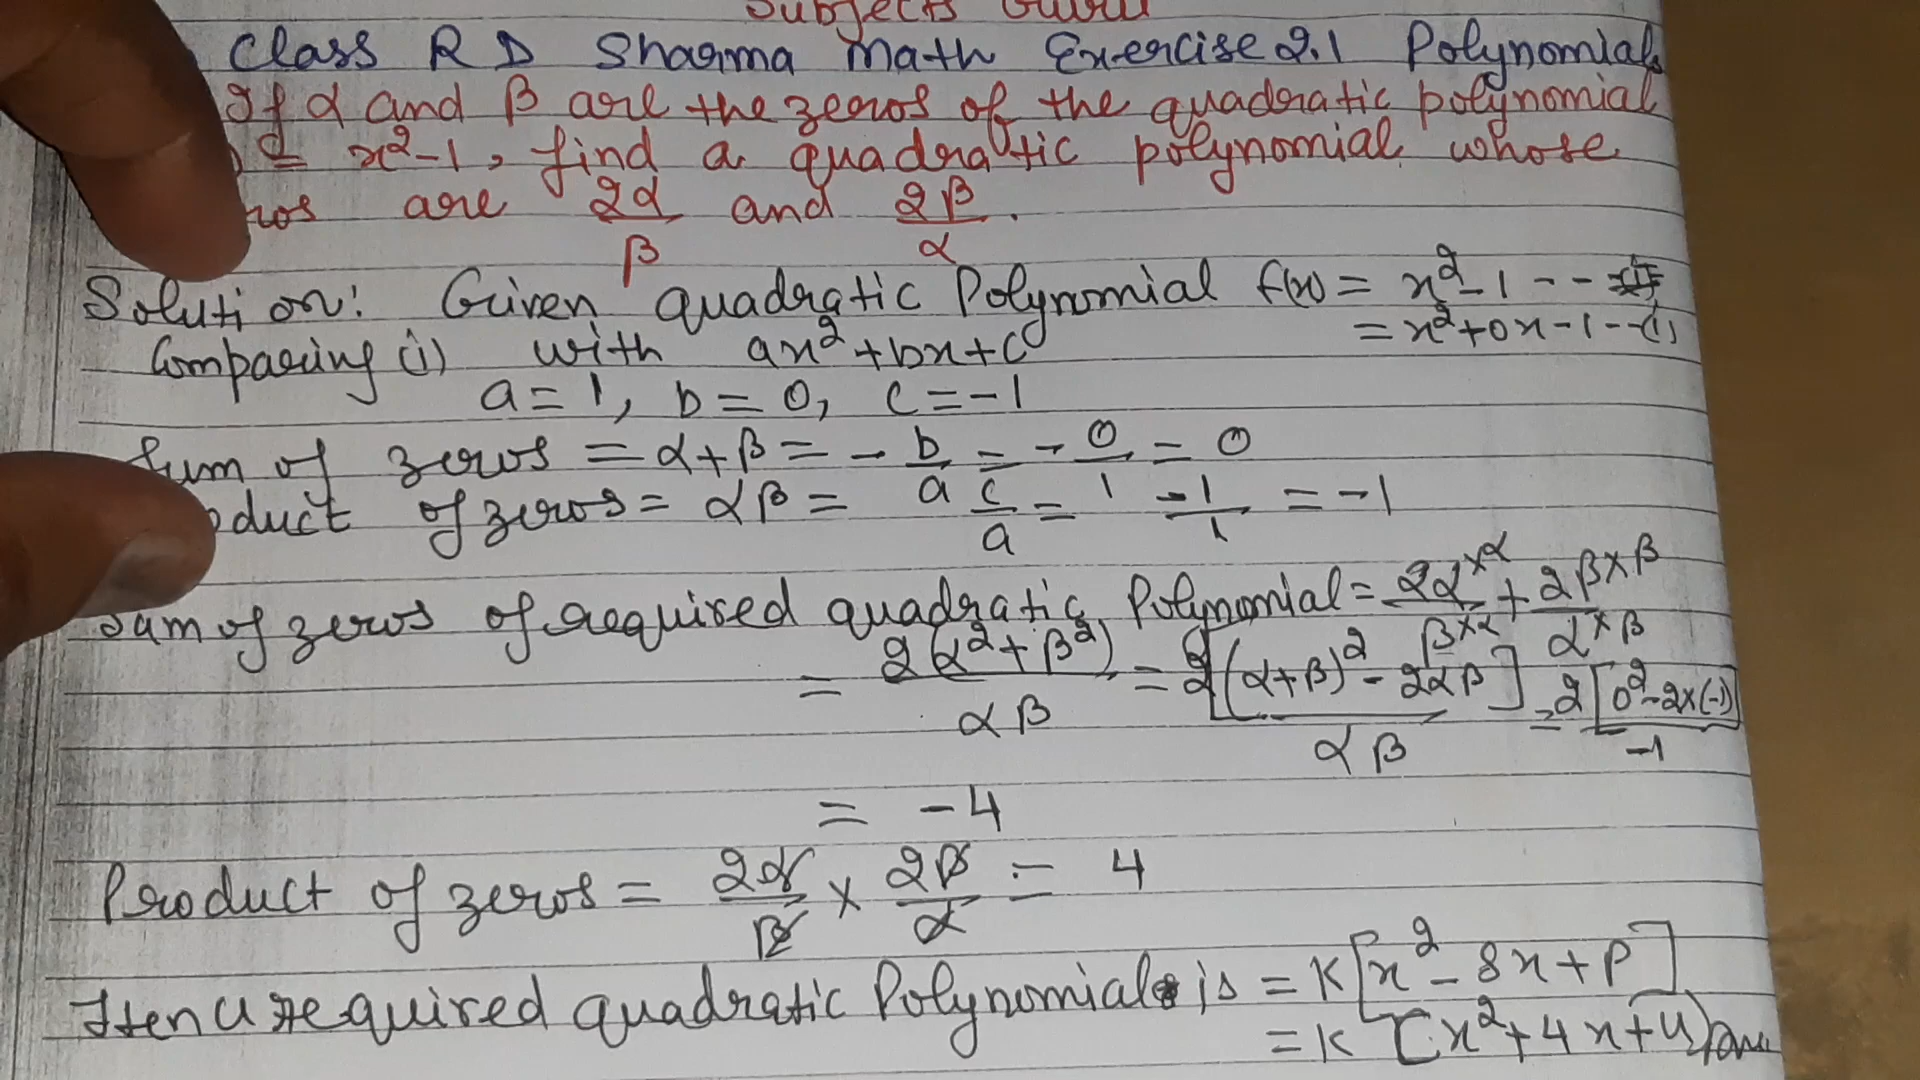 Subjects Guru
Class R D Sharma Math Exercise 2.1 Polynomials
If α and β are the zeros of the quadratic polynomial
= x²-1, find a quadratic polynomial whose
are 2α/β and 2β/α.
Solution: Given quadratic Polynomial f(x) = x²-1 --
= x²+0x-1--(1)
Comparing (i) with ax²+bx+c
a=1, b=0, c=-1
Sum of zeros = α+β = -b/a = -0/1 = 0
of zeros = αβ = c/a = -1/1 = -1
Sum of zeros of required quadratic Polynomial = 2α×α/β×α + 2β×β/α×β
= 2(α²+β²)/αβ = 2[(α+β)²-2αβ]/αβ = 2[0²-2×(-1)]/-1
= -4
Product of zeros = 2α/β × 2β/α = 4
Hence required quadratic Polynomial is = K[x²-Sx+P]
= K[x²+4x+4) Ans